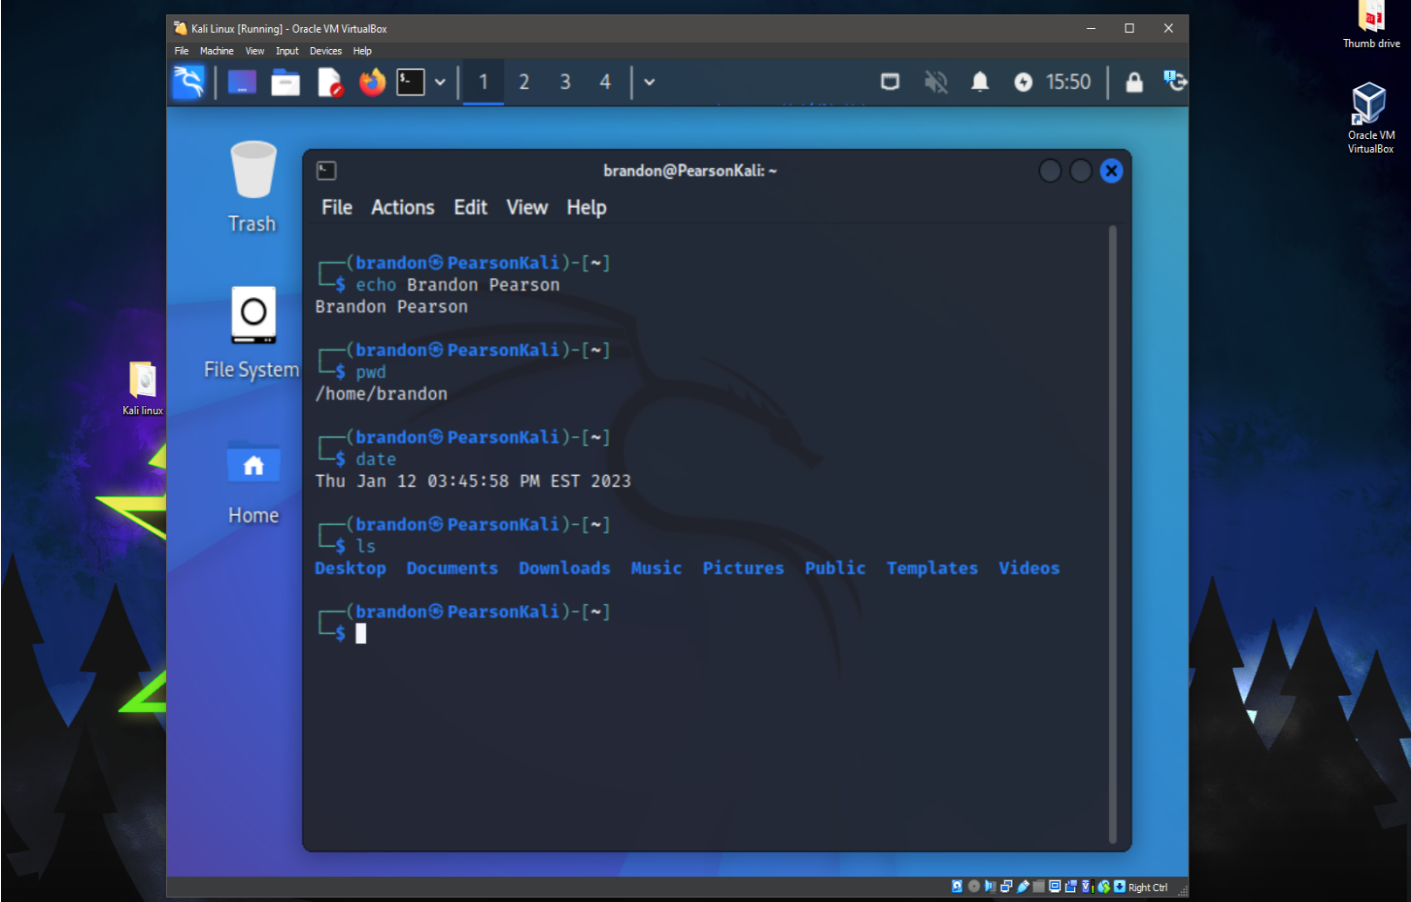 Kali Linux [Running] - Oracle VM VirtualBox
File Machine View Input Devices Help
1 2 3 4 15:50
Thumb drive
Oracle VM
VirtualBox
Trash
File System
Home
Kali linux
brandon@PearsonKali: ~
File Actions Edit View Help
┌──(brandon㉿PearsonKali)-[~]
└─$ echo Brandon Pearson
Brandon Pearson
┌──(brandon㉿PearsonKali)-[~]
└─$ pwd
/home/brandon
┌──(brandon㉿PearsonKali)-[~]
└─$ date
Thu Jan 12 03:45:58 PM EST 2023
┌──(brandon㉿PearsonKali)-[~]
└─$ ls
Desktop Documents Downloads Music Pictures Public Templates Videos
┌──(brandon㉿PearsonKali)-[~]
└─$
Right Ctrl